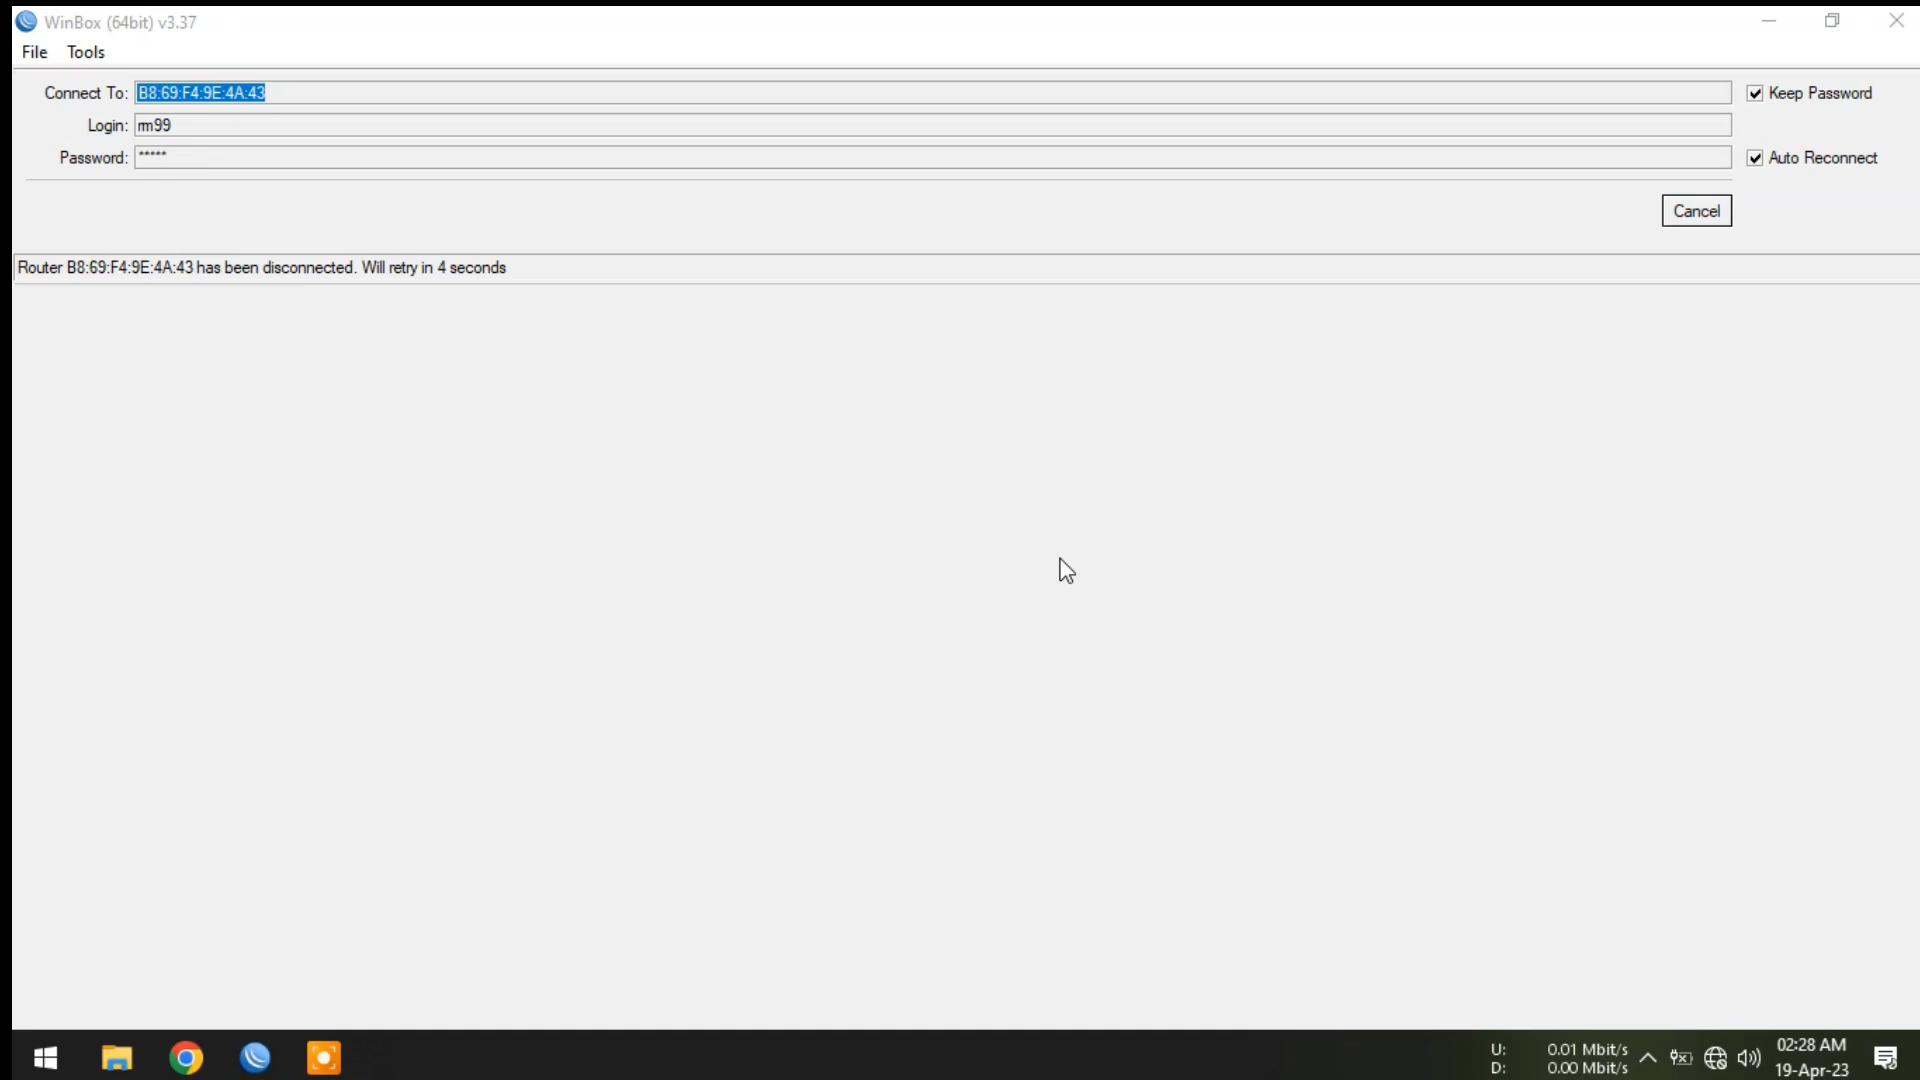 WinBox (64bit) v3.37
File Tools
Connect To: B8:69:F4:9E:4A:43 Keep Password
Login: rm99
Password: ***** Auto Reconnect
Cancel
Router B8:69:F4:9E:4A:43 has been disconnected. Will retry in 4 seconds
U: 0.01 Mbit/s
D: 0.00 Mbit/s
02:28 AM
19-Apr-23